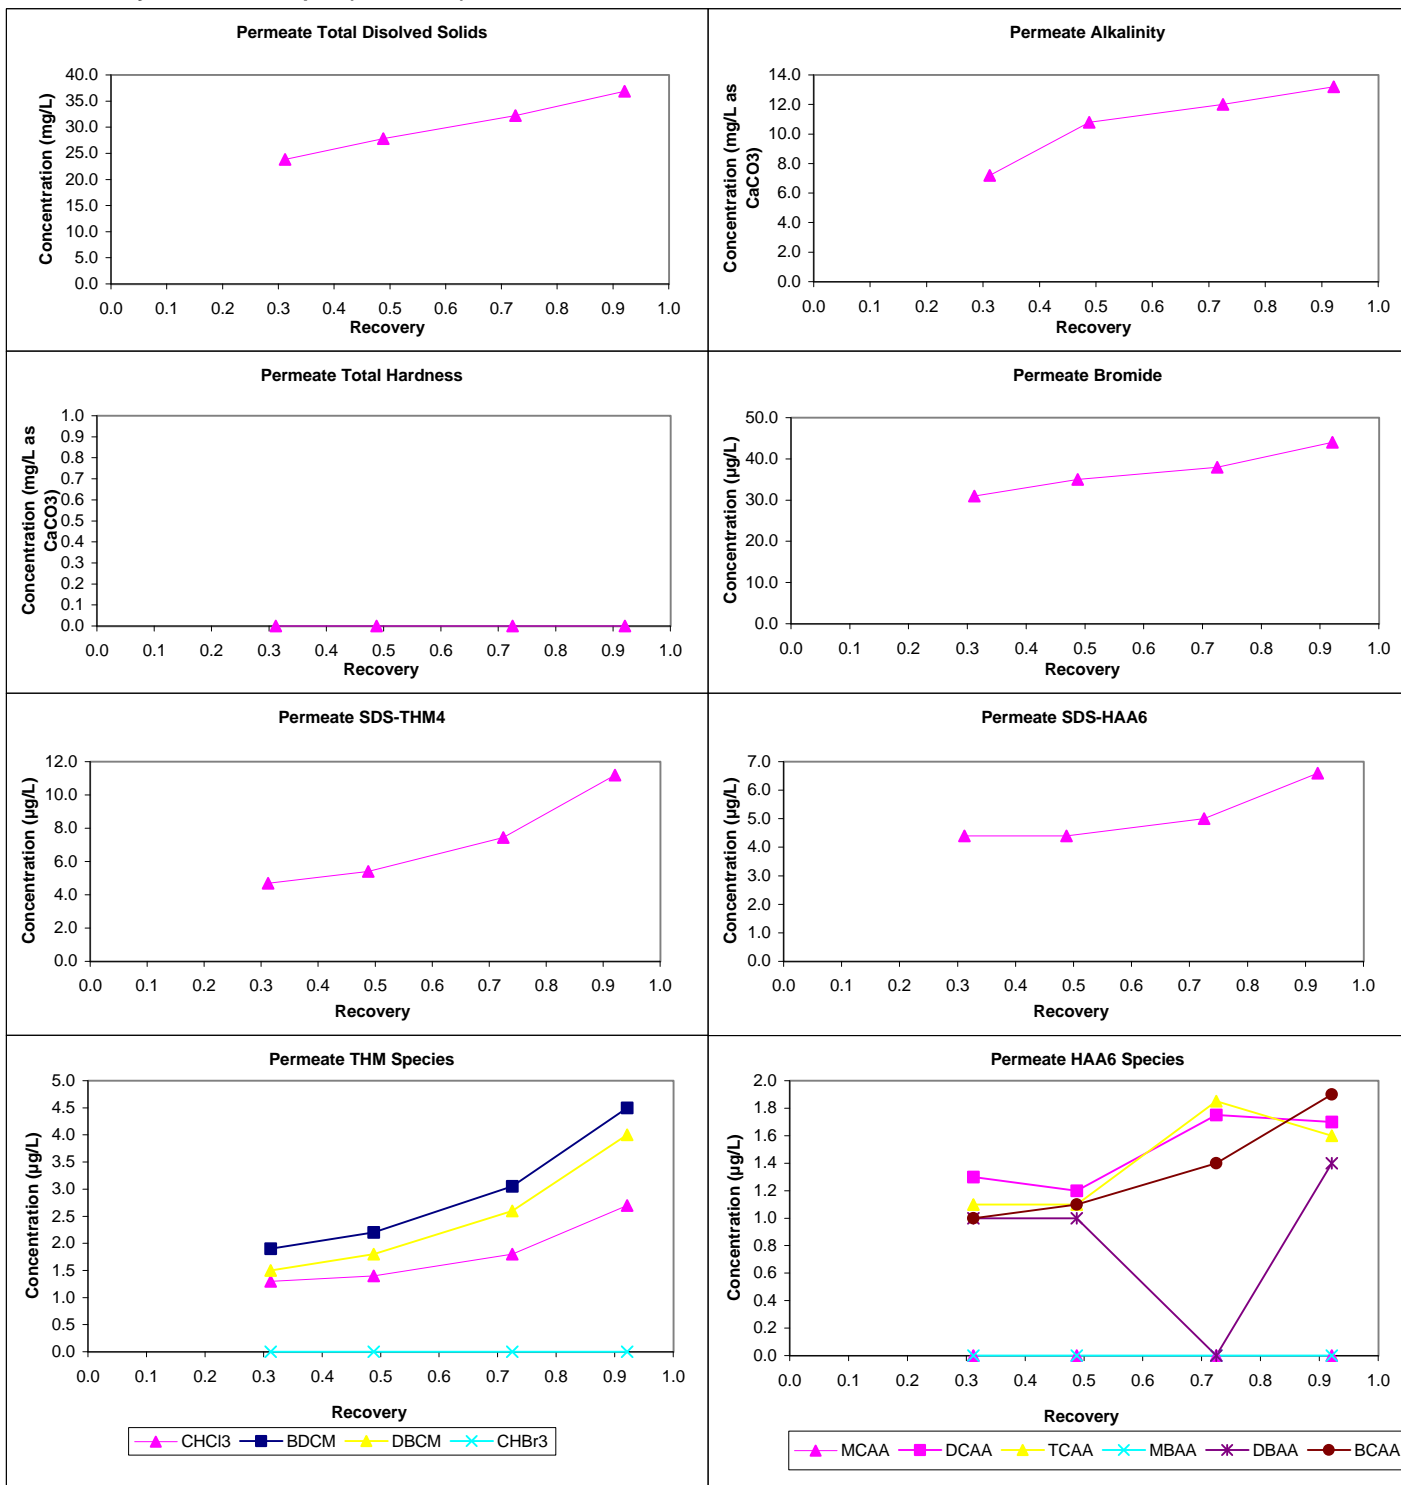 Permeate Total Disolved Solids
Concentration (mg/L)
40.0
35.0
30.0
25.0
20.0
15.0
10.0
5.0
0.0
0.0 0.1 0.2 0.3 0.4 0.5 0.6 0.7 0.8 0.9 1.0
Recovery
Permeate Alkalinity
Concentration (mg/L as
CaCO3)
14.0
12.0
10.0
8.0
6.0
4.0
2.0
0.0
0.0 0.1 0.2 0.3 0.4 0.5 0.6 0.7 0.8 0.9 1.0
Recovery
Permeate Total Hardness
Concentration (mg/L as
CaCO3)
1.0
0.9
0.8
0.7
0.6
0.5
0.4
0.3
0.2
0.1
0.0
0.0 0.1 0.2 0.3 0.4 0.5 0.6 0.7 0.8 0.9 1.0
Recovery
Permeate Bromide
Concentration (µg/L)
50.0
40.0
30.0
20.0
10.0
0.0
0.0 0.1 0.2 0.3 0.4 0.5 0.6 0.7 0.8 0.9 1.0
Recovery
Permeate SDS-THM4
Concentration (µg/L)
12.0
10.0
8.0
6.0
4.0
2.0
0.0
0.0 0.1 0.2 0.3 0.4 0.5 0.6 0.7 0.8 0.9 1.0
Recovery
Permeate SDS-HAA6
Concentration (µg/L)
7.0
6.0
5.0
4.0
3.0
2.0
1.0
0.0
0.0 0.1 0.2 0.3 0.4 0.5 0.6 0.7 0.8 0.9 1.0
Recovery
Permeate THM Species
Concentration (µg/L)
5.0
4.5
4.0
3.5
3.0
2.5
2.0
1.5
1.0
0.5
0.0
0.0 0.1 0.2 0.3 0.4 0.5 0.6 0.7 0.8 0.9 1.0
Recovery
CHCl3 BDCM DBCM CHBr3
Permeate HAA6 Species
Concentration (µg/L)
2.0
1.8
1.6
1.4
1.2
1.0
0.8
0.6
0.4
0.2
0.0
0.0 0.1 0.2 0.3 0.4 0.5 0.6 0.7 0.8 0.9 1.0
Recovery
MCAA DCAA TCAA MBAA DBAA BCAA